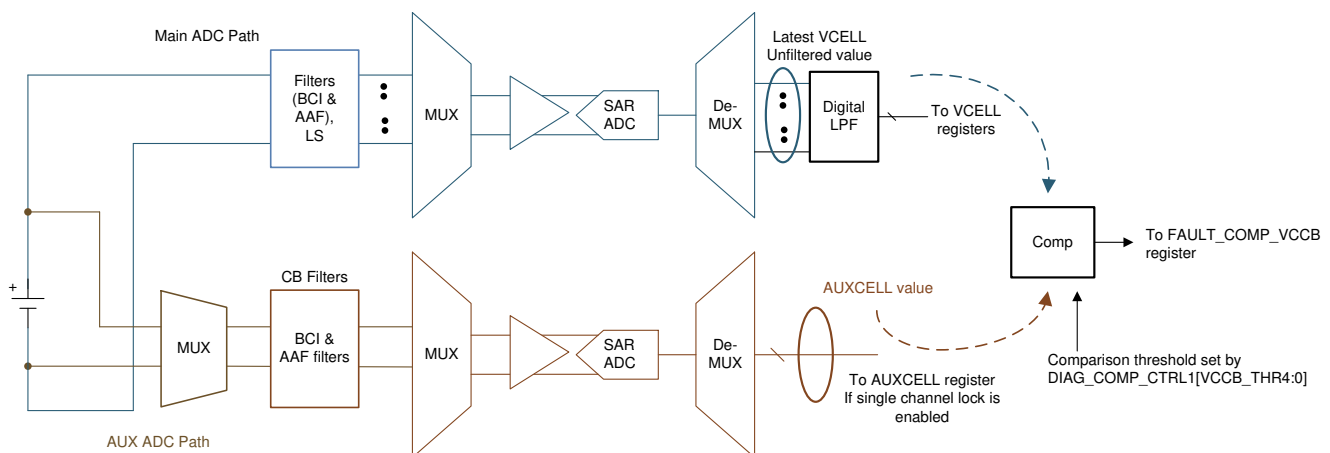 Main ADC Path
Filters
(BCI &
AAF),
LS
MUX
SAR
ADC
De-
MUX
Latest VCELL
Unfiltered value
Digital
LPF
To VCELL
registers
Comp
To FAULT_COMP_VCCB
register
Comparison threshold set by
DIAG_COMP_CTRL1[VCCB_THR4:0]
+
MUX
CB Filters
BCI &
AAF filters
MUX
SAR
ADC
De-
MUX
AUXCELL value
To AUXCELL register
If single channel lock is
enabled
AUX ADC Path